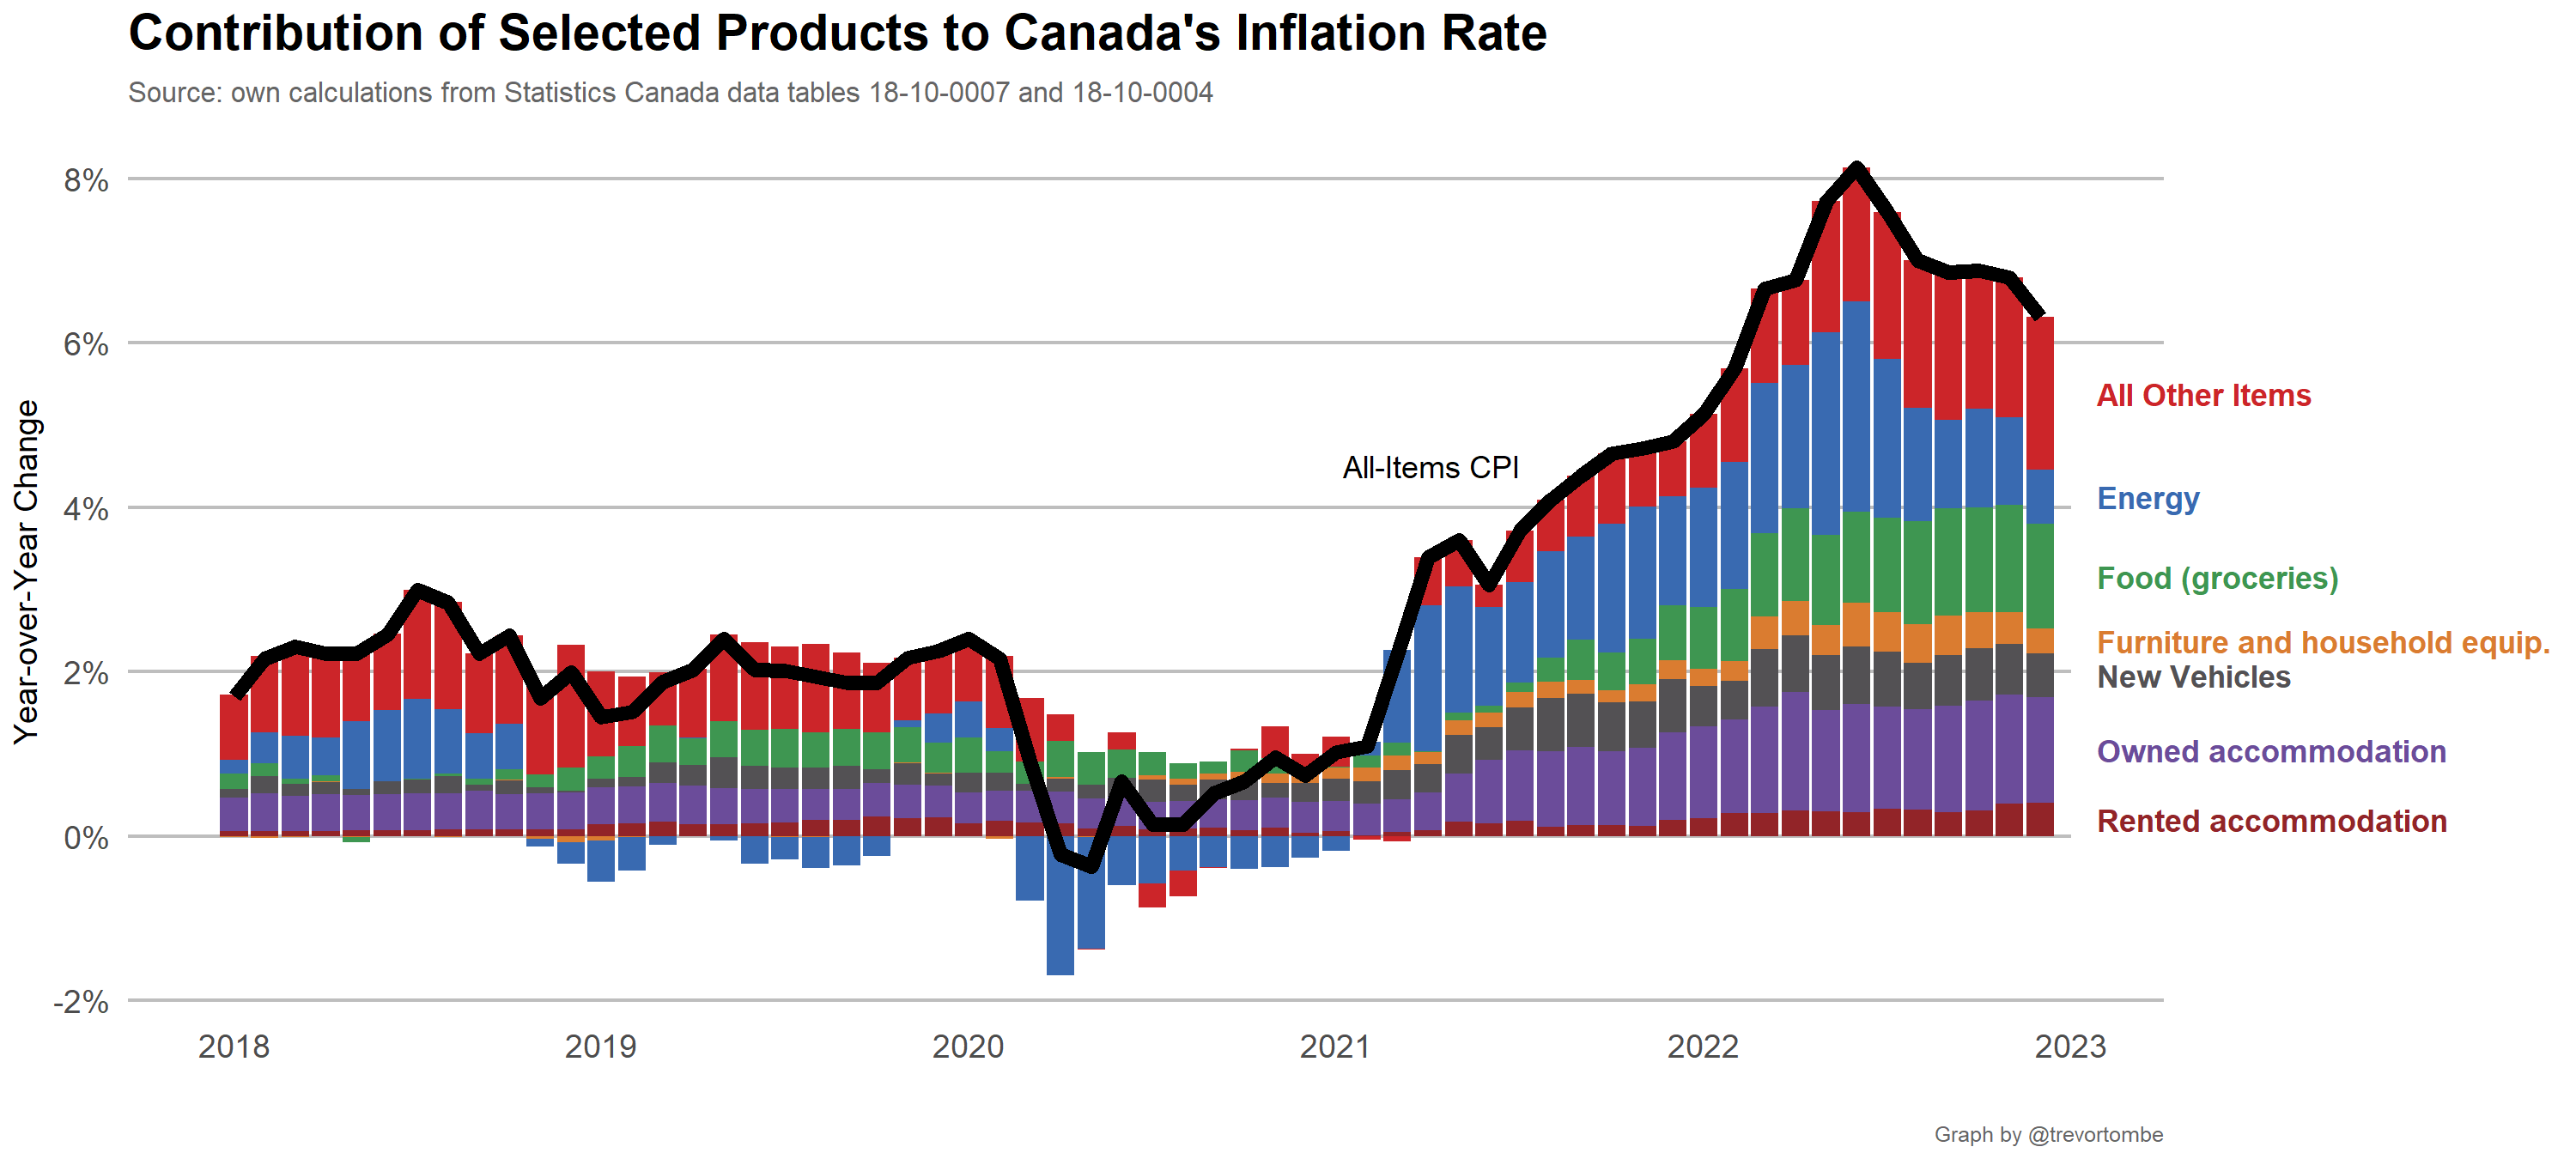 Contribution of Selected Products to Canada's Inflation Rate
Source: own calculations from Statistics Canada data tables 18-10-0007 and 18-10-0004
Year-over-Year Change
8%
6%
4%
2%
0%
-2%
All-Items CPI
All Other Items
Energy
Food (groceries)
Furniture and household equip.
New Vehicles
Owned accommodation
Rented accommodation
2018 2019 2020 2021 2022 2023
Graph by @trevortombe